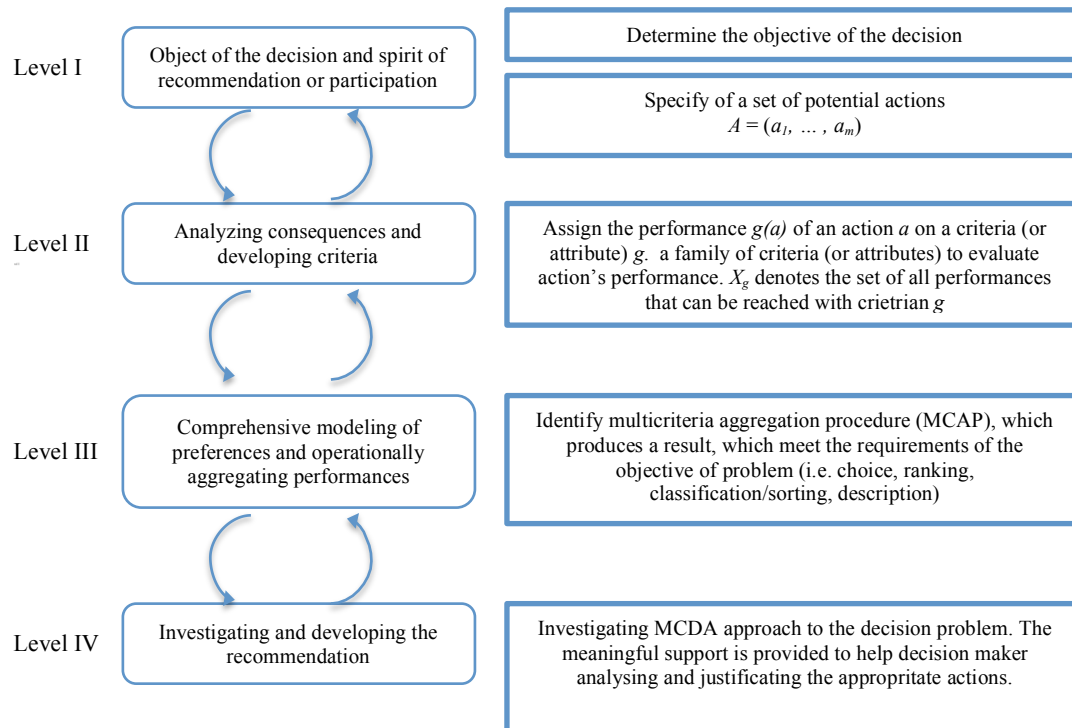 Level I
Object of the decision and spirit of
recommendation or participation
Determine the objective of the decision
Specify of a set of potential actions
A = (a1, … , am)
Level II
Analyzing consequences and
developing criteria
Assign the performance g(a) of an action a on a criteria (or
attribute) g. a family of criteria (or attributes) to evaluate
action’s performance. Xg denotes the set of all performances
that can be reached with crietrian g
Level III
Comprehensive modeling of
preferences and operationally
aggregating performances
Identify multicriteria aggregation procedure (MCAP), which
produces a result, which meet the requirements of the
objective of problem (i.e. choice, ranking,
classification/sorting, description)
Level IV
Investigating and developing the
recommendation
Investigating MCDA approach to the decision problem. The
meaningful support is provided to help decision maker
analysing and justificating the appropritate actions.